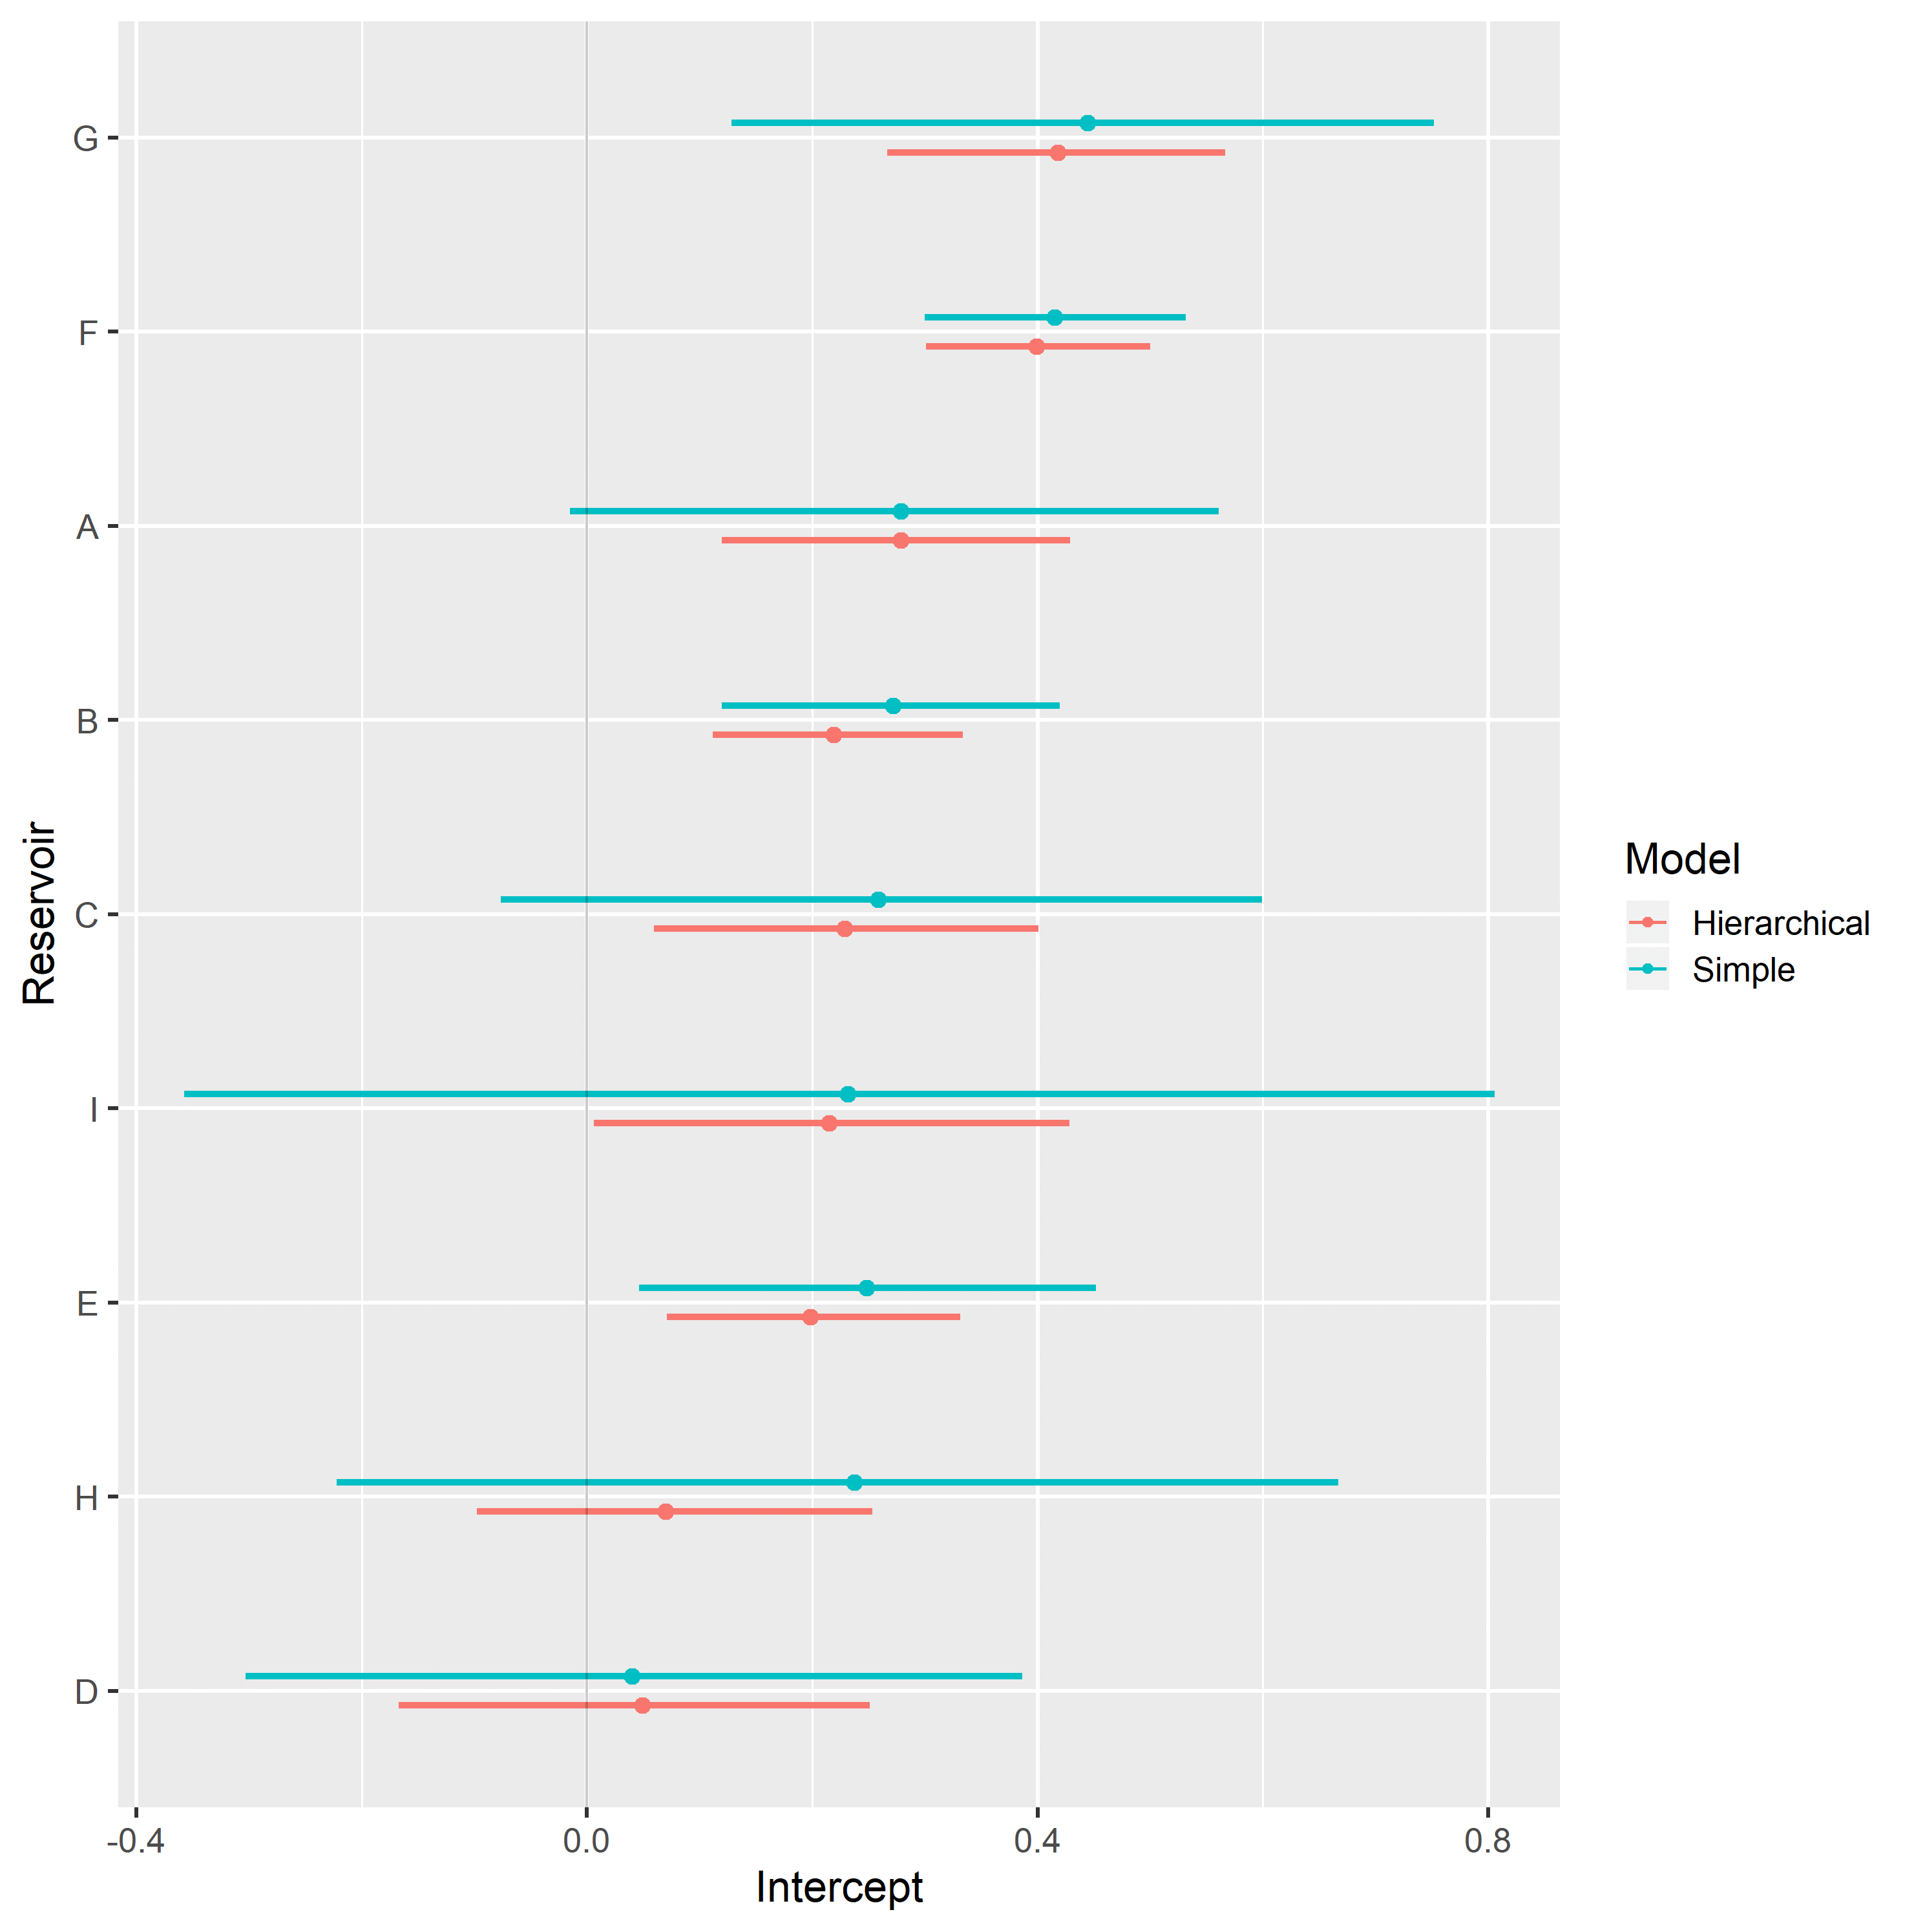 Reservoir
G
F
A
B
C
I
E
H
D
-0.4
0.0
0.4
0.8
Intercept
Model
Hierarchical
Simple